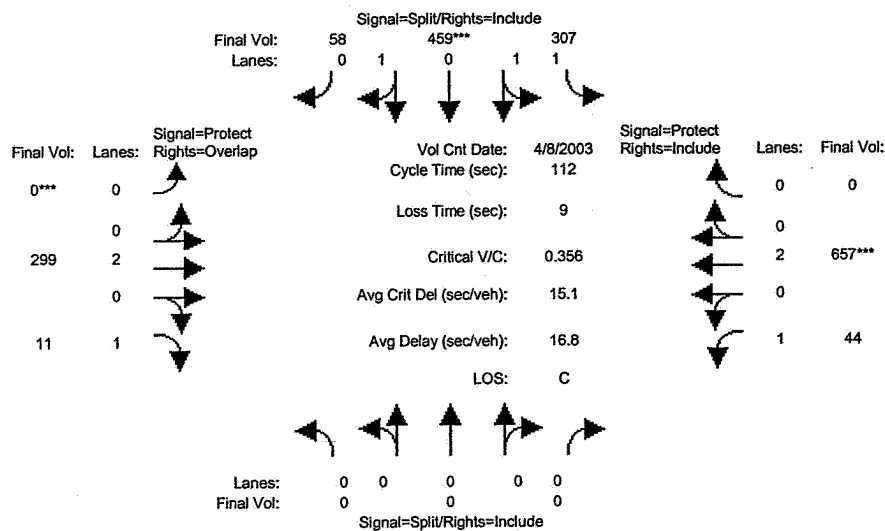 Signal=Split/Rights=Include
Final Vol: 58 459*** 307
Lanes: 0 1 0 1 1
Signal=Protect
Rights=Overlap
Final Vol: Lanes:
Vol Cnt Date: 4/8/2003
Signal=Protect
Rights=Include
Lanes: Final Vol:
Cycle Time (sec): 112
0*** 0
0 0
Loss Time (sec): 9
0
0
299 2
Critical V/C: 0.356
2 657***
0
Avg Crit Del (sec/veh): 15.1
0
11 1
Avg Delay (sec/veh): 16.8
1 44
LOS: C
Lanes: 0 0 0 0 0
Final Vol: 0 0 0
Signal=Split/Rights=Include